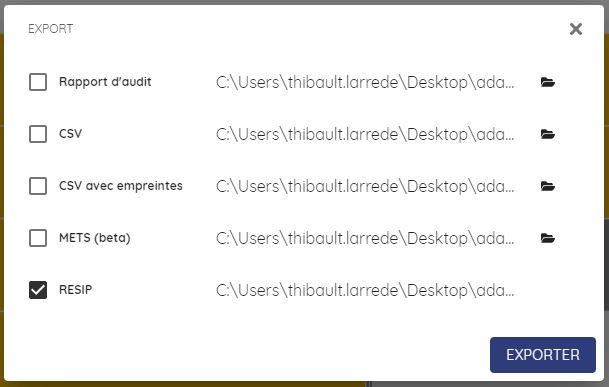 EXPORT
Rapport d'audit C:\Users\thibault.larrede\Desktop\ada...
CSV C:\Users\thibault.larrede\Desktop\ada...
CSV avec empreintes C:\Users\thibault.larrede\Desktop\ada...
METS (beta) C:\Users\thibault.larrede\Desktop\ada...
RESIP C:\Users\thibault.larrede\Desktop\ada...
EXPORTER